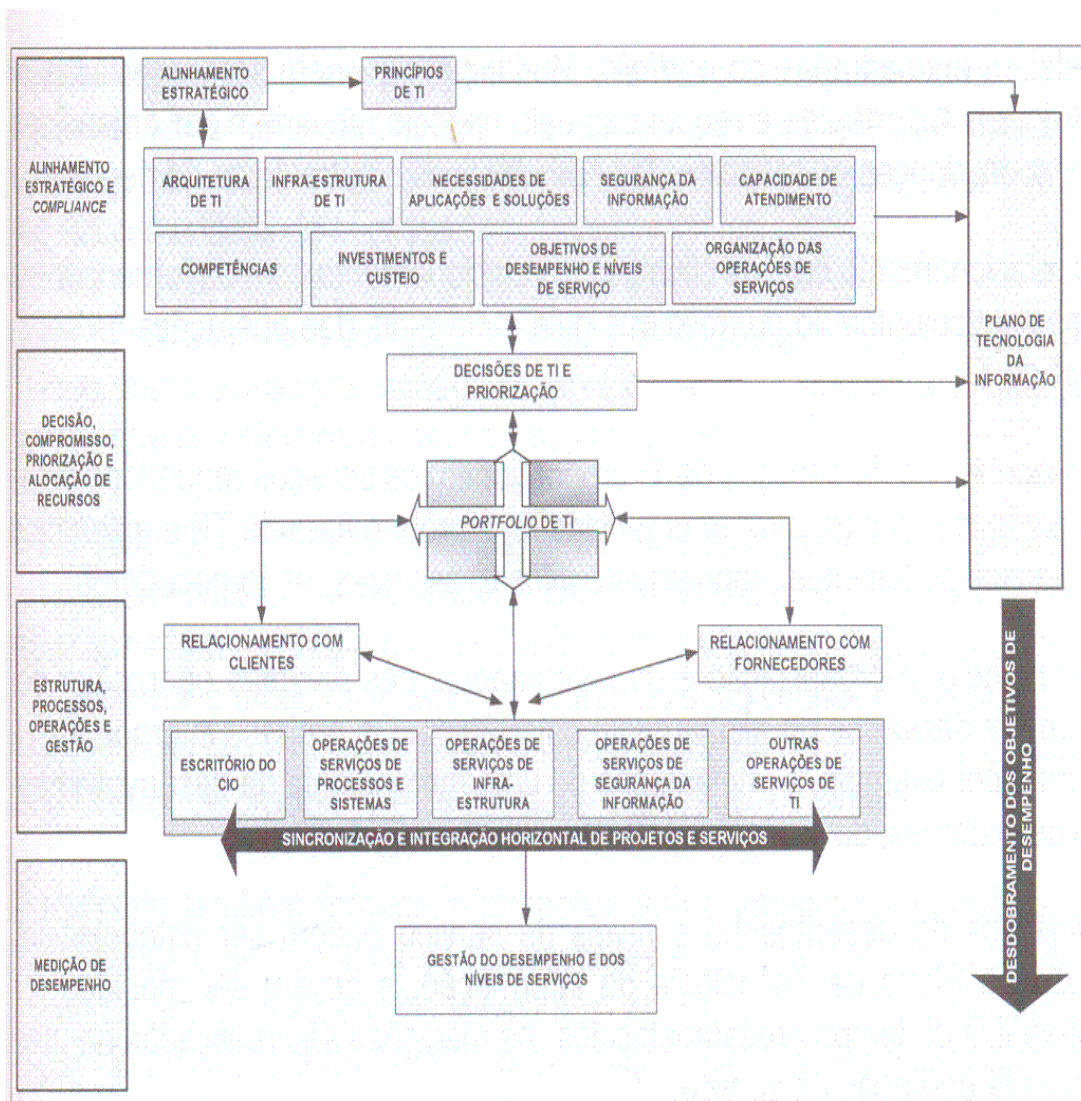 ALINHAMENTO
ESTRATÉGICO
PRINCÍPIOS
DE TI
ALINHAMENTO
ESTRATÉGICO E
COMPLIANCE
ARQUITETURA
DE TI
INFRA-ESTRUTURA
DE TI
NECESSIDADES DE
APLICAÇÕES E SOLUÇÕES
SEGURANÇA DA
INFORMAÇÃO
CAPACIDADE DE
ATENDIMENTO
COMPETÊNCIAS
INVESTIMENTOS E
CUSTEIO
OBJETIVOS DE
DESEMPENHO E NÍVEIS
DE SERVIÇO
ORGANIZAÇÃO DAS
OPERAÇÕES DE
SERVIÇOS
PLANO DE
TECNOLOGIA
DA
INFORMAÇÃO
DECISÃO,
COMPROMISSO,
PRIORIZAÇÃO E
ALOCAÇÃO DE
RECURSOS
DECISÕES DE TI E
PRIORIZAÇÃO
PORTFOLIO DE TI
ESTRUTURA,
PROCESSOS,
OPERAÇÕES E
GESTÃO
RELACIONAMENTO COM
CLIENTES
RELACIONAMENTO COM
FORNECEDORES
ESCRITÓRIO DO
CIO
OPERAÇÕES DE
SERVIÇOS DE
PROCESSOS E
SISTEMAS
OPERAÇÕES DE
SERVIÇOS DE
INFRA-
ESTRUTURA
OPERAÇÕES DE
SERVIÇOS DE
SEGURANÇA DA
INFORMAÇÃO
OUTRAS
OPERAÇÕES DE
SERVIÇOS DE
TI
SINCRONIZAÇÃO E INTEGRAÇÃO HORIZONTAL DE PROJETOS E SERVIÇOS
DESDOBRAMENTO DOS OBJETIVOS DE
DESEMPENHO
MEDIÇÃO DE
DESEMPENHO
GESTÃO DO DESEMPENHO E DOS
NÍVEIS DE SERVIÇOS